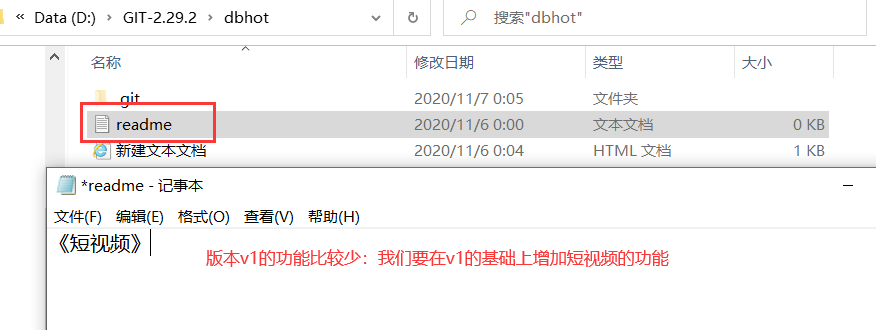 « Data (D:) › GIT-2.29.2 › dbhot 搜索"dbhot"
名称 修改日期 类型 大小
.git 2020/11/7 0:05 文件夹
readme 2020/11/6 0:00 文本文档 0 KB
新建文本文档 2020/11/6 0:04 HTML 文档 1 KB
*readme - 记事本
文件(F) 编辑(E) 格式(O) 查看(V) 帮助(H)
《短视频》
版本v1的功能比较少：我们要在v1的基础上增加短视频的功能